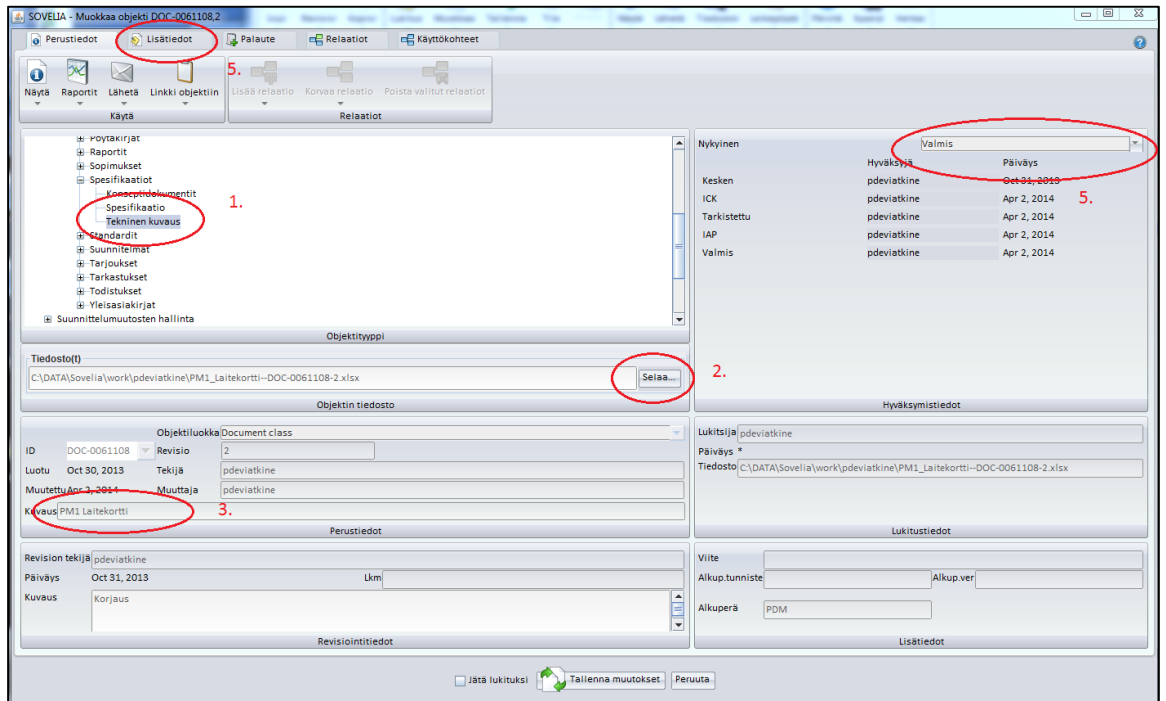 SOVELIA - Muokkaa objekti DOC-0061108,2
Perustiedot Lisätiedot Palaute Relaatiot Käyttökohteet
5.
Näytä Raportit Lähetä Linkki objektiin Lisää relaatio Korvaa relaatio Poista valitut relaatiot
Käytä Relaatiot
Pöytäkirjat
Raportit
Sopimukset
Spesifikaatiot
Konseptidokumentit
Spesifikaatio
Tekninen kuvaus
1.
Standardit
Suunnitelmat
Tarjoukset
Tarkastukset
Todistukset
Yleisasiakirjat
Suunnittelumuutosten hallinta
Objektityyppi
Tiedosto(t)
C:\DATA\Sovelia\work\pdeviatkine\PM1_Laitekortti--DOC-0061108-2.xlsx Selaa...
2.
Objektin tiedosto
Nykyinen Valmis
Hyväksyjä Päiväys
Kesken pdeviatkine Oct 31, 2013
ICK pdeviatkine Apr 2, 2014
5.
Tarkistettu pdeviatkine Apr 2, 2014
IAP pdeviatkine Apr 2, 2014
Valmis pdeviatkine Apr 2, 2014
Hyväksymistiedot
Objektiluokka Document class
ID DOC-0061108 Revisio 2
Luotu Oct 30, 2013 Tekijä pdeviatkine
Muutettu Apr 2, 2014 Muuttaja pdeviatkine
Kuvaus PM1 Laitekortti
3.
Perustiedot
Lukitsija pdeviatkine
Päiväys *
Tiedosto C:\DATA\Sovelia\work\pdeviatkine\PM1_Laitekortti--DOC-0061108-2.xlsx
Lukitustiedot
Revision tekijä pdeviatkine
Päiväys Oct 31, 2013 Lkm
Kuvaus Korjaus
Revisiointitiedot
Viite
Alkup.tunniste Alkup.ver
Alkuperä PDM
Lisätiedot
Jätä lukituksi Tallenna muutokset Peruuta